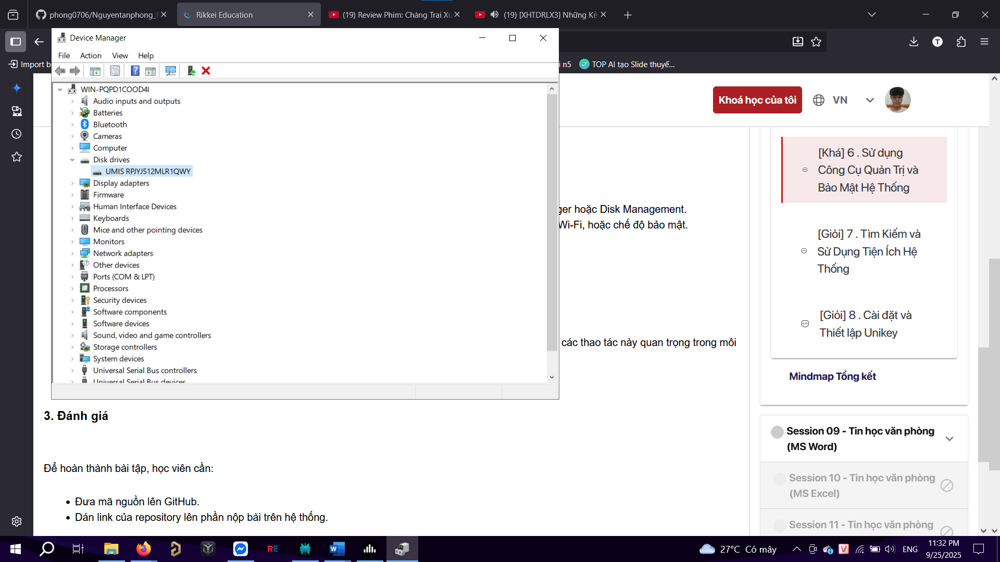 phong0706/Nguyentanphong_
Rikkei Education
(19) Review Phim: Chàng Trai Xu
(19) [XHTDRLX3] Những Kẻ
Device Manager
Import b
i n5
TOP AI tạo Slide thuyế...
File Action View Help
WIN-PQPD1COOD4I
Audio inputs and outputs
Batteries
Bluetooth
Cameras
Computer
Disk drives
UMIS RPJYJ512MLR1QWY
Display adapters
Firmware
Human Interface Devices
Keyboards
Mice and other pointing devices
Monitors
Network adapters
Other devices
Ports (COM & LPT)
Processors
Security devices
Software components
Software devices
Sound, video and game controllers
Storage controllers
System devices
Universal Serial Bus controllers
Universal Serial Bus devices
Khoá học của tôi
VN
ger hoặc Disk Management.
Wi-Fi, hoặc chế độ bảo mật.
các thao tác này quan trọng trong môi
3. Đánh giá
Để hoàn thành bài tập, học viên cần:
• Đưa mã nguồn lên GitHub.
• Dán link của repository lên phần nộp bài trên hệ thống.
[Khá] 6 . Sử dụng
Công Cụ Quản Trị và
Bảo Mật Hệ Thống
[Giỏi] 7 . Tìm Kiếm và
Sử Dụng Tiện Ích Hệ
Thống
[Giỏi] 8 . Cài đặt và
Thiết lập Unikey
Mindmap Tổng kết
Session 09 - Tin học văn phòng
(MS Word)
Session 10 - Tin học văn phòng
(MS Excel)
Session 11 - Tin học văn phòng
RE
27°C Có mây
ENG
11:32 PM
9/25/2025